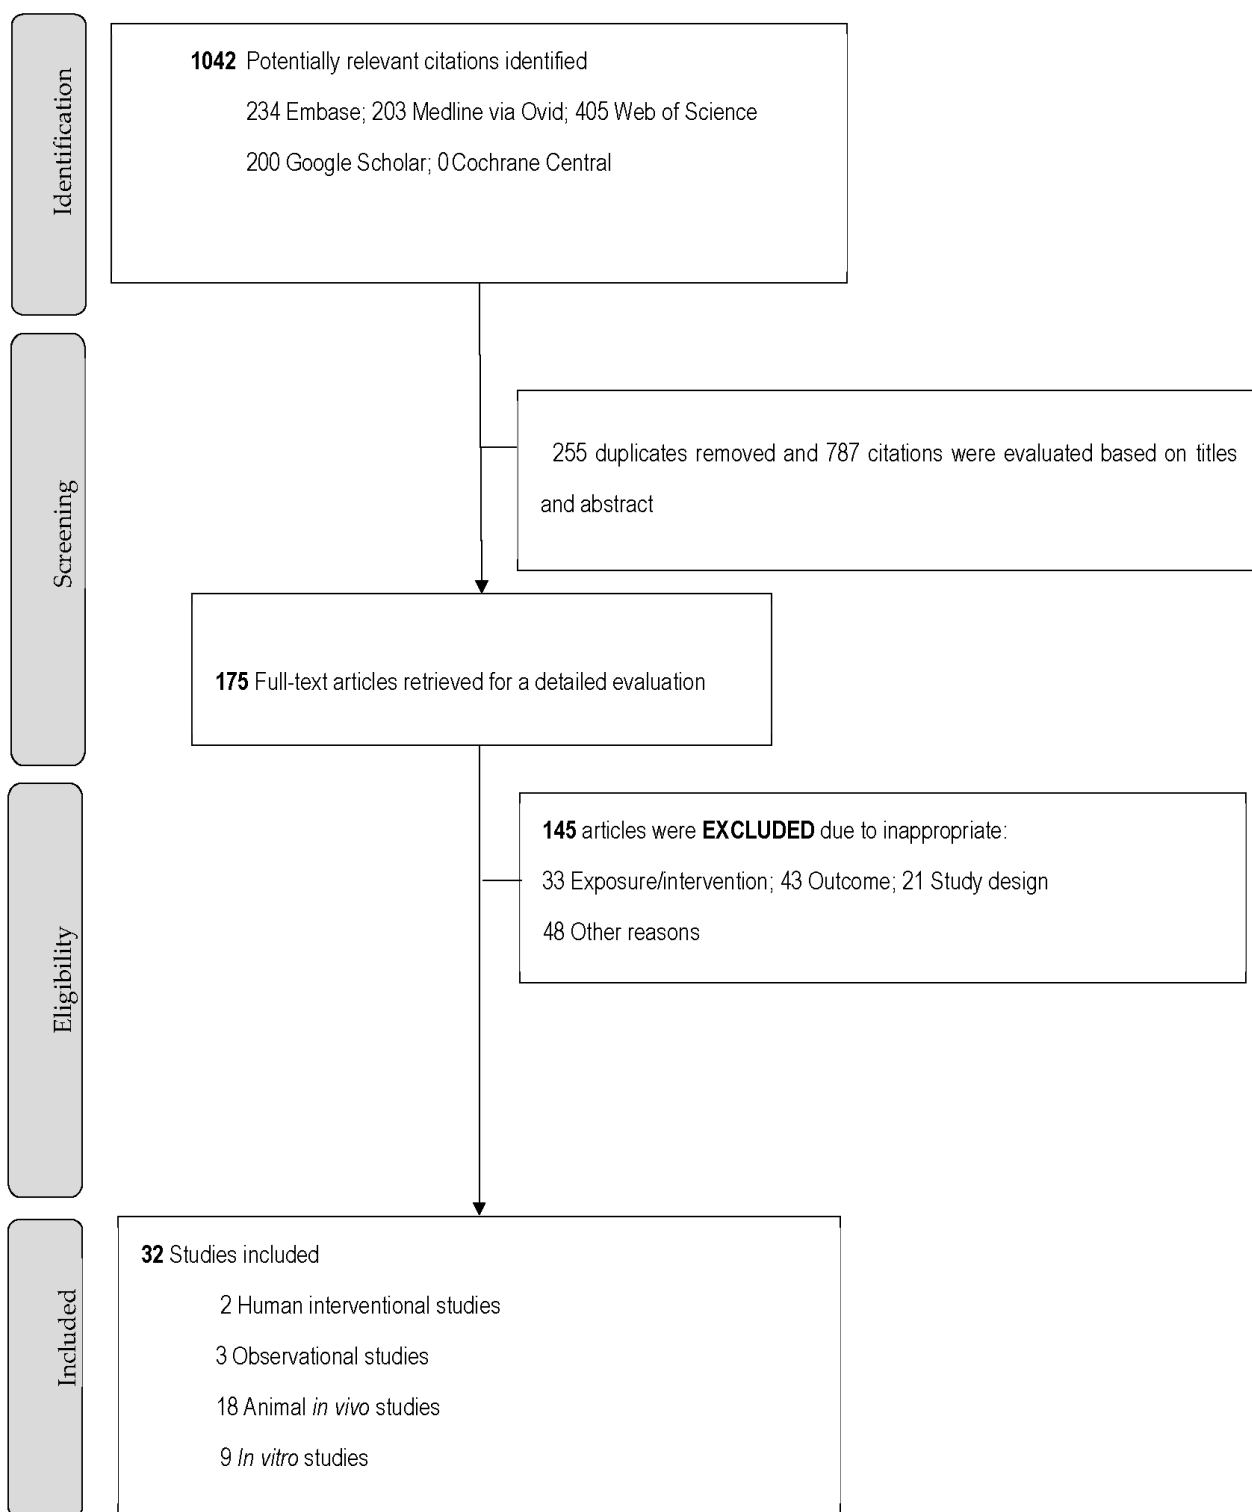 Identification
1042 Potentially relevant citations identified
234 Embase; 203 Medline via Ovid; 405 Web of Science
200 Google Scholar; 0 Cochrane Central
Screening
255 duplicates removed and 787 citations were evaluated based on titles
and abstract
175 Full-text articles retrieved for a detailed evaluation
Eligibility
145 articles were EXCLUDED due to inappropriate:
33 Exposure/intervention; 43 Outcome; 21 Study design
48 Other reasons
Included
32 Studies included
2 Human interventional studies
3 Observational studies
18 Animal in vivo studies
9 In vitro studies